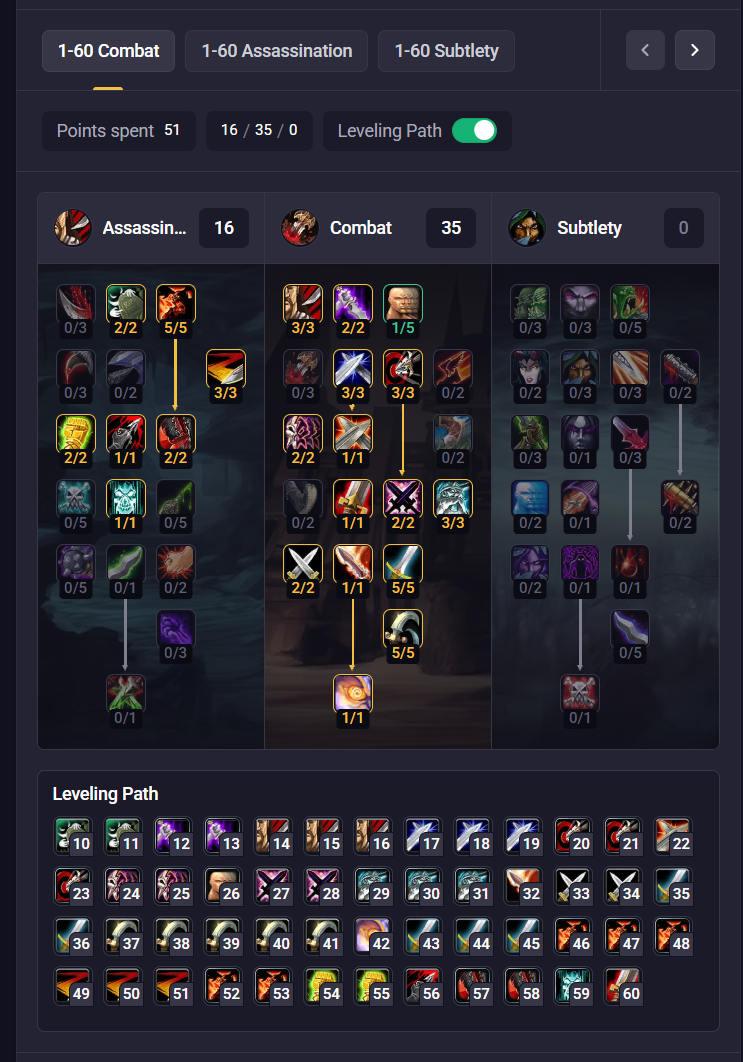 1-60 Combat 1-60 Assassination 1-60 Subtlety
Points spent 51 16 / 35 / 0 Leveling Path
Assassin... 16 Combat 35 Subtlety 0
0/3 2/2 5/5 3/3 2/2 1/5 0/3 0/3 0/5
0/3 0/2 3/3 0/3 3/3 3/3 0/2 0/2 0/3 0/3 0/2
2/2 1/1 2/2 2/2 1/1 0/2 0/3 0/1 0/3
0/5 1/1 0/5 0/2 1/1 2/2 3/3 0/2 0/1 0/2
0/5 0/1 0/2 2/2 1/1 5/5 0/2 0/1 0/1
0/3 5/5 0/5
0/1 1/1 0/1
Leveling Path
10 11 12 13 14 15 16 17 18 19 20 21 22
23 24 25 26 27 28 29 30 31 32 33 34 35
36 37 38 39 40 41 42 43 44 45 46 47 48
49 50 51 52 53 54 55 56 57 58 59 60